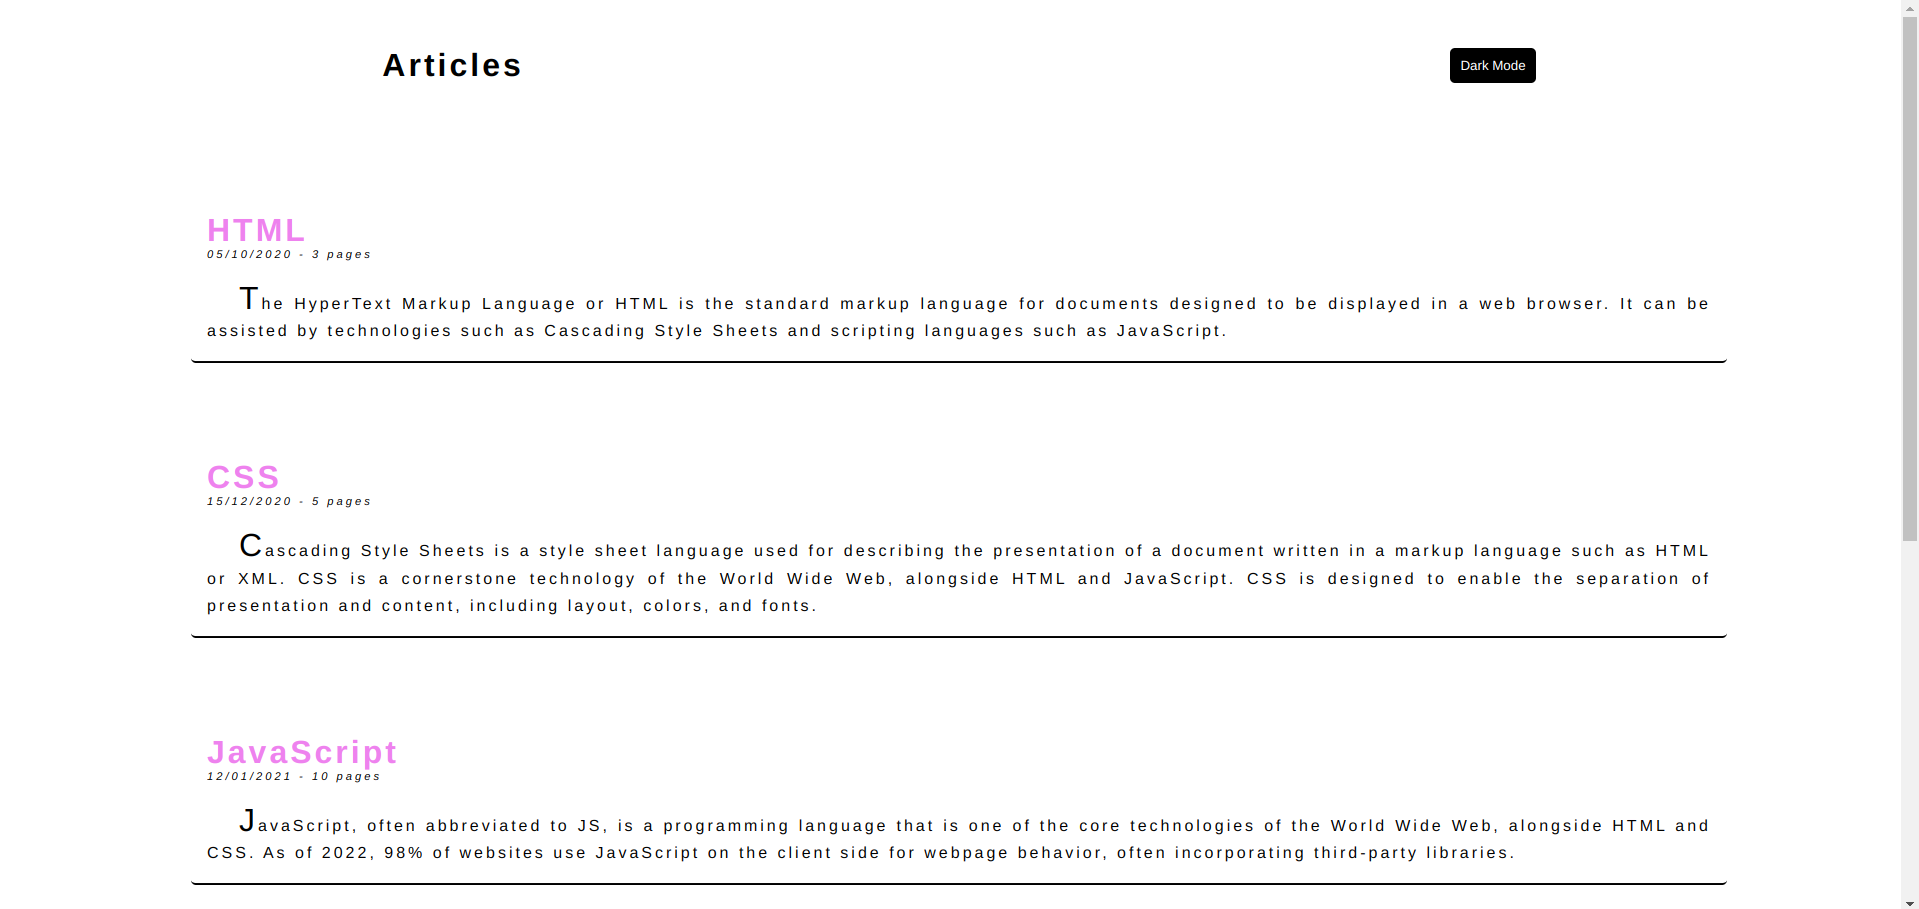 Articles
Dark Mode
HTML
05/10/2020 - 3 pages
The HyperText Markup Language or HTML is the standard markup language for documents designed to be displayed in a web browser. It can be
assisted by technologies such as Cascading Style Sheets and scripting languages such as JavaScript.
CSS
15/12/2020 - 5 pages
Cascading Style Sheets is a style sheet language used for describing the presentation of a document written in a markup language such as HTML
or XML. CSS is a cornerstone technology of the World Wide Web, alongside HTML and JavaScript. CSS is designed to enable the separation of
presentation and content, including layout, colors, and fonts.
JavaScript
12/01/2021 - 10 pages
JavaScript, often abbreviated to JS, is a programming language that is one of the core technologies of the World Wide Web, alongside HTML and
CSS. As of 2022, 98% of websites use JavaScript on the client side for webpage behavior, often incorporating third-party libraries.